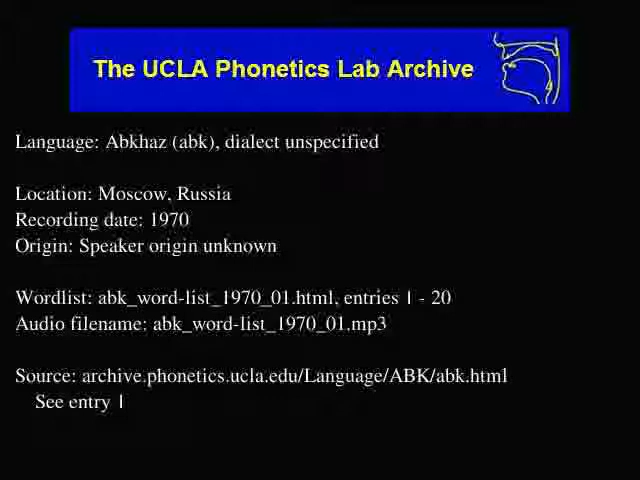 The UCLA Phonetics Lab Archive
Language: Abkhaz (abk), dialect unspecified
Location: Moscow, Russia
Recording date: 1970
Origin: Speaker origin unknown
Wordlist: abk_word-list_1970_01.html, entries 1 - 20
Audio filename: abk_word-list_1970_01.mp3
Source: archive.phonetics.ucla.edu/Language/ABK/abk.html
See entry 1